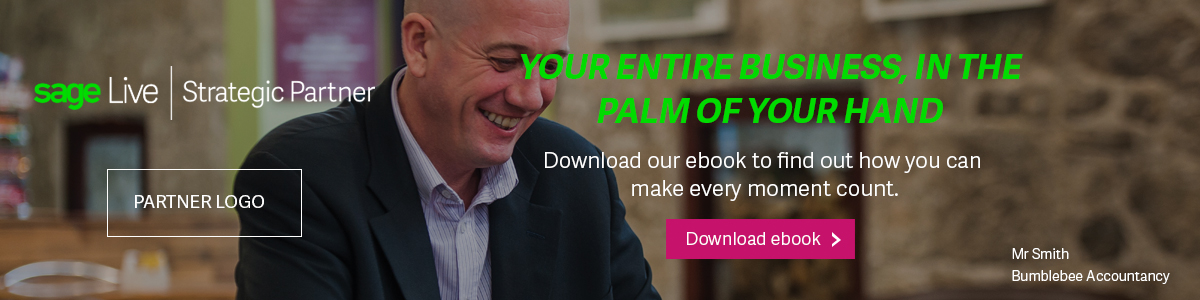 sage Live | Strategic Partner
PARTNER LOGO
YOUR ENTIRE BUSINESS, IN THE
PALM OF YOUR HAND
Download our ebook to find out how you can
make every moment count.
Download ebook
Mr Smith
Bumblebee Accountancy